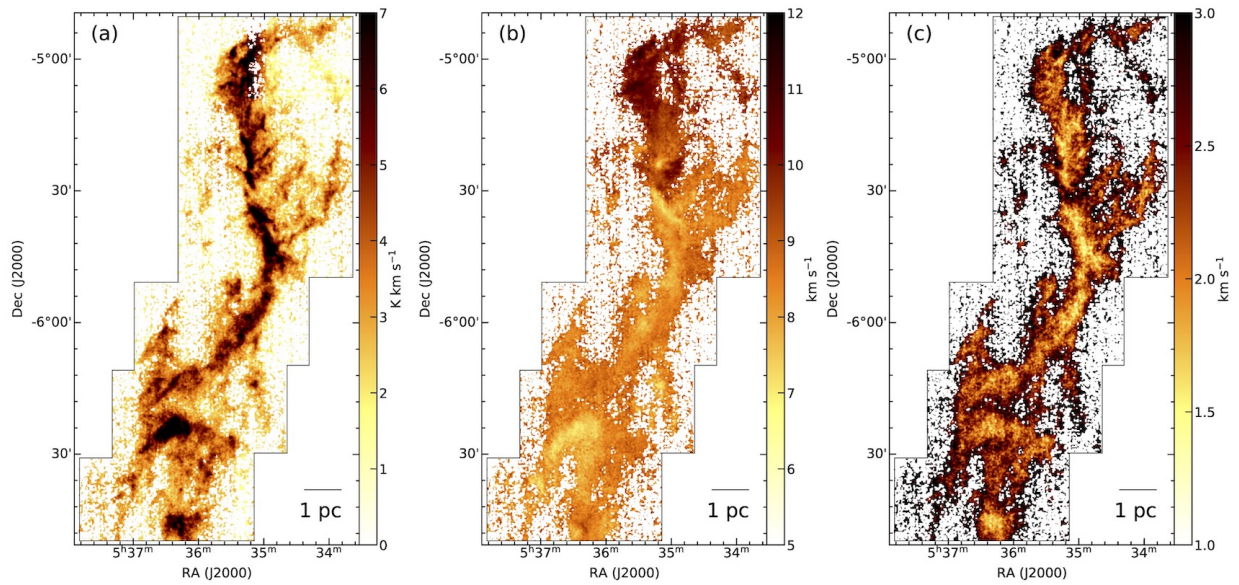 (a)
-5°00'
30'
-6°00'
30'
Dec (J2000)
5ʰ37ᵐ
36ᵐ
35ᵐ
34ᵐ
RA (J2000)
1 pc
7
6
5
4
3
2
1
0
K km s⁻¹
(b)
-5°00'
30'
-6°00'
30'
Dec (J2000)
5ʰ37ᵐ
36ᵐ
35ᵐ
34ᵐ
RA (J2000)
1 pc
12
11
10
9
8
7
6
5
km s⁻¹
(c)
-5°00'
30'
-6°00'
30'
Dec (J2000)
5ʰ37ᵐ
36ᵐ
35ᵐ
34ᵐ
RA (J2000)
1 pc
3.0
2.5
2.0
1.5
1.0
km s⁻¹